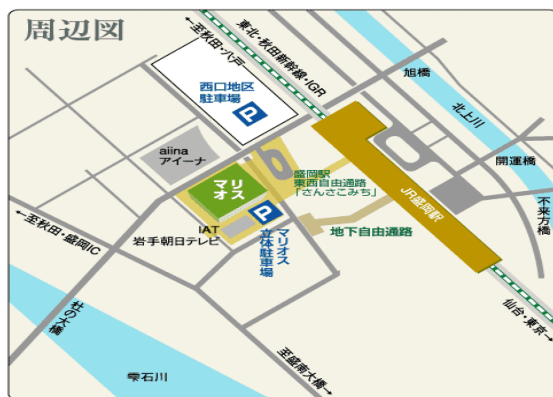 周辺図
←至秋田・八戸
東北・秋田新幹線・IGR
旭橋
西口地区
駐車場
P
北上川
開運橋
不来方橋
aiina
アイーナ
マリ
オス
盛岡駅
東西自由通路
「さんさこみち」
JR盛岡駅
P
マリオス
立体駐車場
地下自由通路
IAT
岩手朝日テレビ
←至秋田・盛岡IC
杜の大橋
雫石川
至盛南大橋→
仙台・東京→